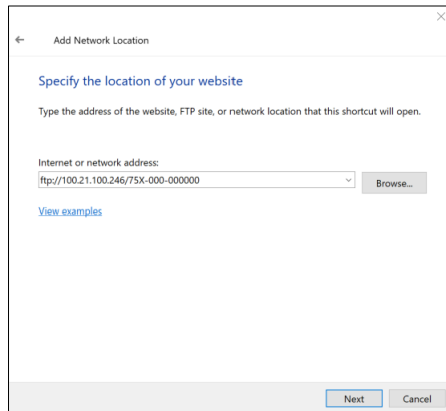 Add Network Location
Specify the location of your website
Type the address of the website, FTP site, or network location that this shortcut will open.
Internet or network address:
ftp://100.21.100.246/75X-000-000000
Browse...
View examples
Next
Cancel